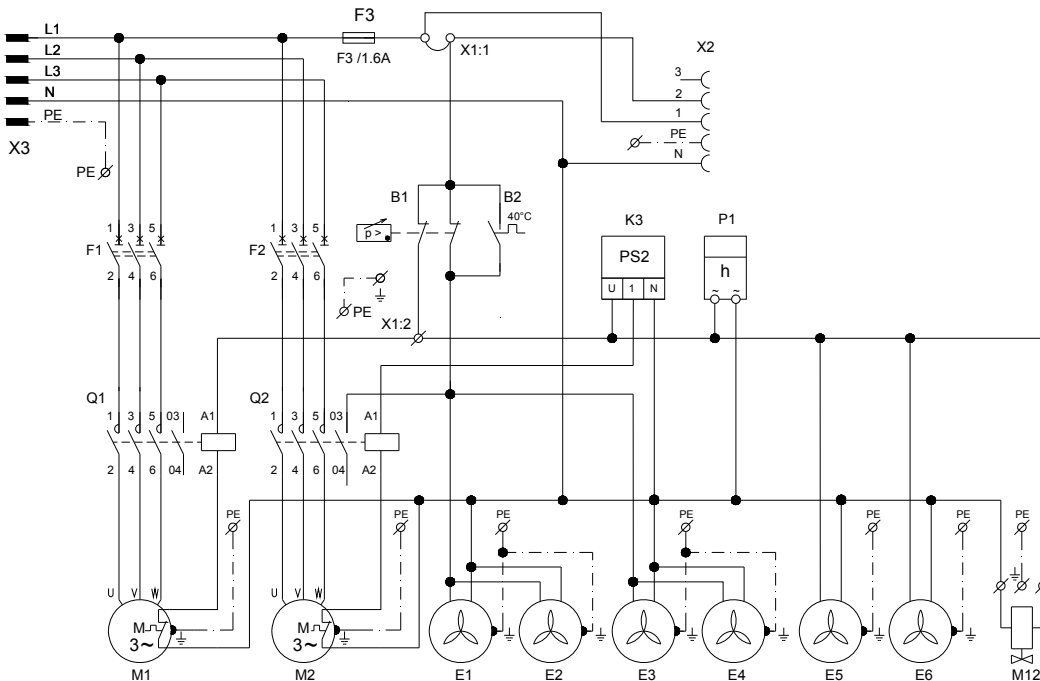 F3
L1
X1:1
X2
L2
F3 /1.6A
L3
3
N
2
PE
1
X3
PE
N
PE
B1
B2
40°C
K3
P1
1 3 5
1 3 5
p >
PS2
h
F1
F2
U 1 N
~ ~
2 4 6
2 4 6
PE
X1:2
Q1
1 3 5 03 A1
Q2
1 3 5 03 A1
2 4 6 04 A2
2 4 6 04 A2
PE
PE
PE
PE
PE
PE
PE
U V W
U V W
M
3~
M
3~
M1
M2
E1
E2
E3
E4
E5
E6
M12